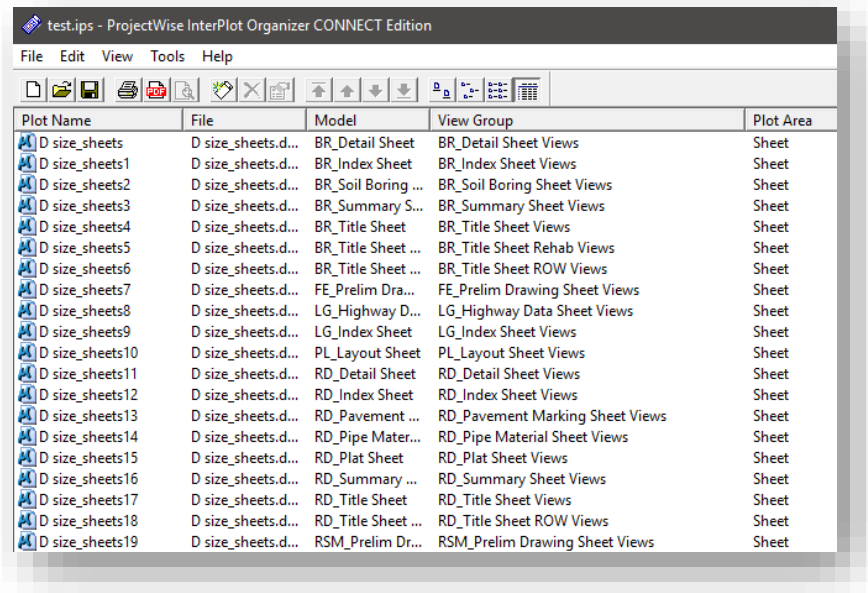 test.ips - ProjectWise InterPlot Organizer CONNECT Edition
File Edit View Tools Help
PDF
Plot Name File Model View Group Plot Area
D size_sheets D size_sheets.d... BR_Detail Sheet BR_Detail Sheet Views Sheet
D size_sheets1 D size_sheets.d... BR_Index Sheet BR_Index Sheet Views Sheet
D size_sheets2 D size_sheets.d... BR_Soil Boring ... BR_Soil Boring Sheet Views Sheet
D size_sheets3 D size_sheets.d... BR_Summary S... BR_Summary Sheet Views Sheet
D size_sheets4 D size_sheets.d... BR_Title Sheet BR_Title Sheet Views Sheet
D size_sheets5 D size_sheets.d... BR_Title Sheet ... BR_Title Sheet Rehab Views Sheet
D size_sheets6 D size_sheets.d... BR_Title Sheet ... BR_Title Sheet ROW Views Sheet
D size_sheets7 D size_sheets.d... FE_Prelim Dra... FE_Prelim Drawing Sheet Views Sheet
D size_sheets8 D size_sheets.d... LG_Highway D... LG_Highway Data Sheet Views Sheet
D size_sheets9 D size_sheets.d... LG_Index Sheet LG_Index Sheet Views Sheet
D size_sheets10 D size_sheets.d... PL_Layout Sheet PL_Layout Sheet Views Sheet
D size_sheets11 D size_sheets.d... RD_Detail Sheet RD_Detail Sheet Views Sheet
D size_sheets12 D size_sheets.d... RD_Index Sheet RD_Index Sheet Views Sheet
D size_sheets13 D size_sheets.d... RD_Pavement ... RD_Pavement Marking Sheet Views Sheet
D size_sheets14 D size_sheets.d... RD_Pipe Mater... RD_Pipe Material Sheet Views Sheet
D size_sheets15 D size_sheets.d... RD_Plat Sheet RD_Plat Sheet Views Sheet
D size_sheets16 D size_sheets.d... RD_Summary ... RD_Summary Sheet Views Sheet
D size_sheets17 D size_sheets.d... RD_Title Sheet RD_Title Sheet Views Sheet
D size_sheets18 D size_sheets.d... RD_Title Sheet ... RD_Title Sheet ROW Views Sheet
D size_sheets19 D size_sheets.d... RSM_Prelim Dr... RSM_Prelim Drawing Sheet Views Sheet